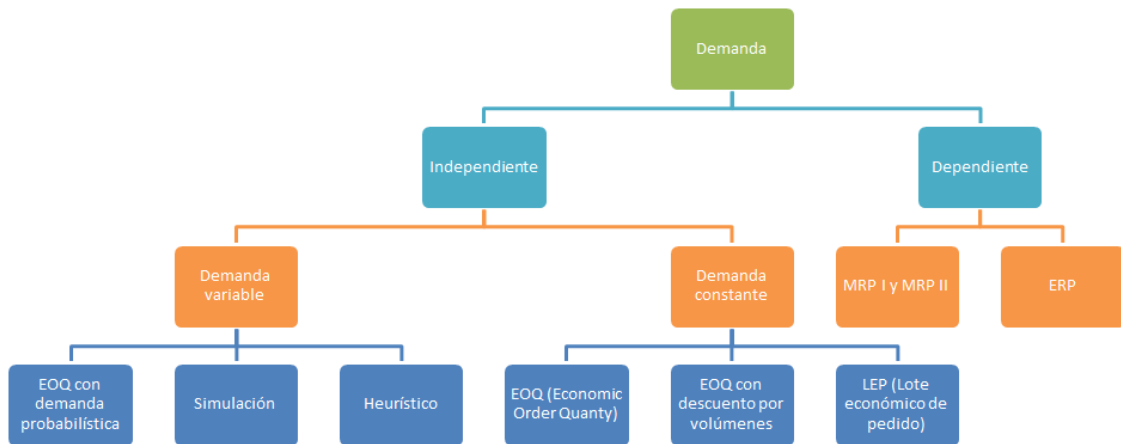 Demanda
Independiente
Dependiente
Demanda
variable
Demanda
constante
MRP I y MRP II
ERP
EOQ con
demanda
probabilística
Simulación
Heurístico
EOQ (Economic
Order Quanty)
EOQ con
descuento por
volúmenes
LEP (Lote
económico de
pedido)